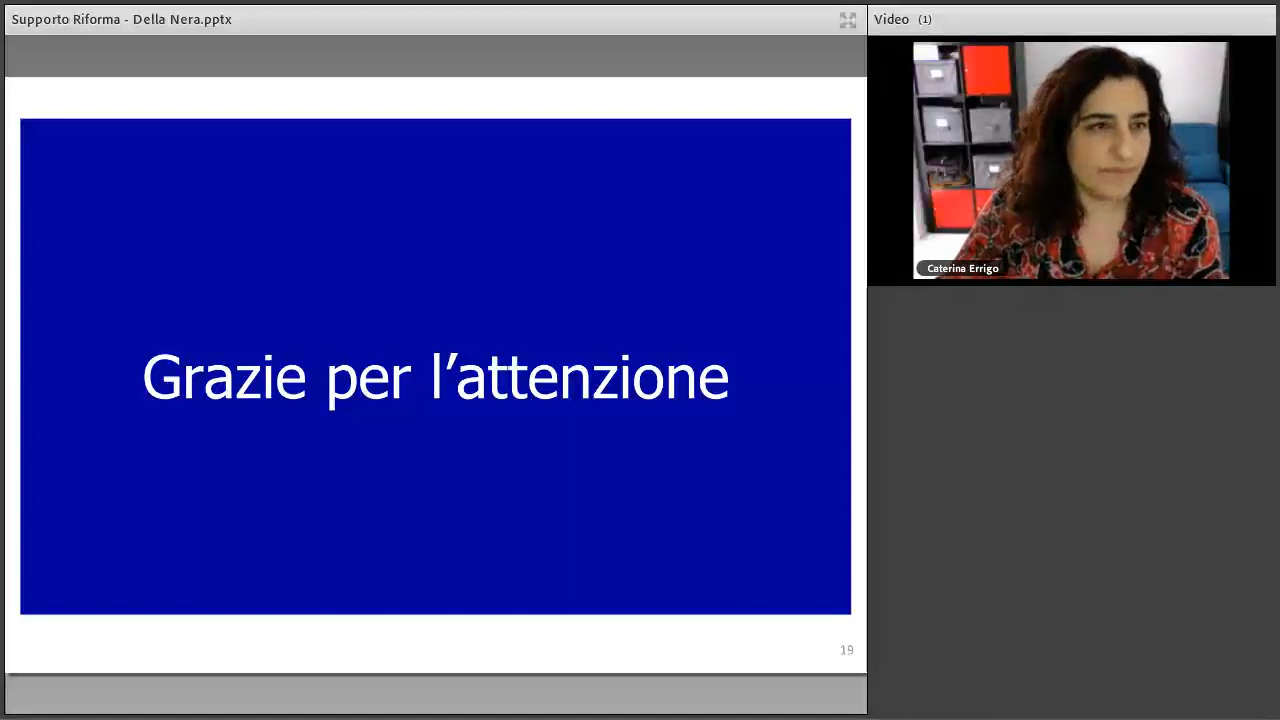 Supporto Riforma - Della Nera.pptx
Video (1)
Caterina Errigo
Grazie per l’attenzione
19